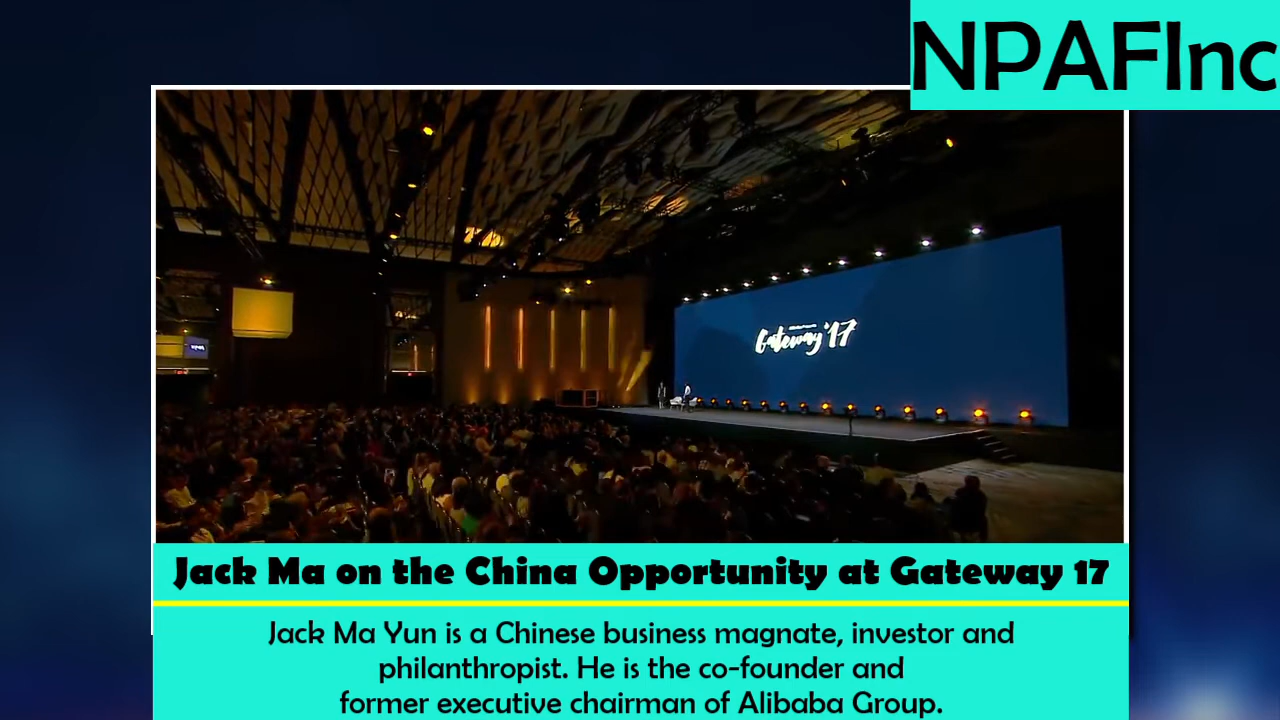 NPAFInc
Gateway'17
Jack Ma on the China Opportunity at Gateway 17
Jack Ma Yun is a Chinese business magnate, investor and
philanthropist. He is the co-founder and
former executive chairman of Alibaba Group.